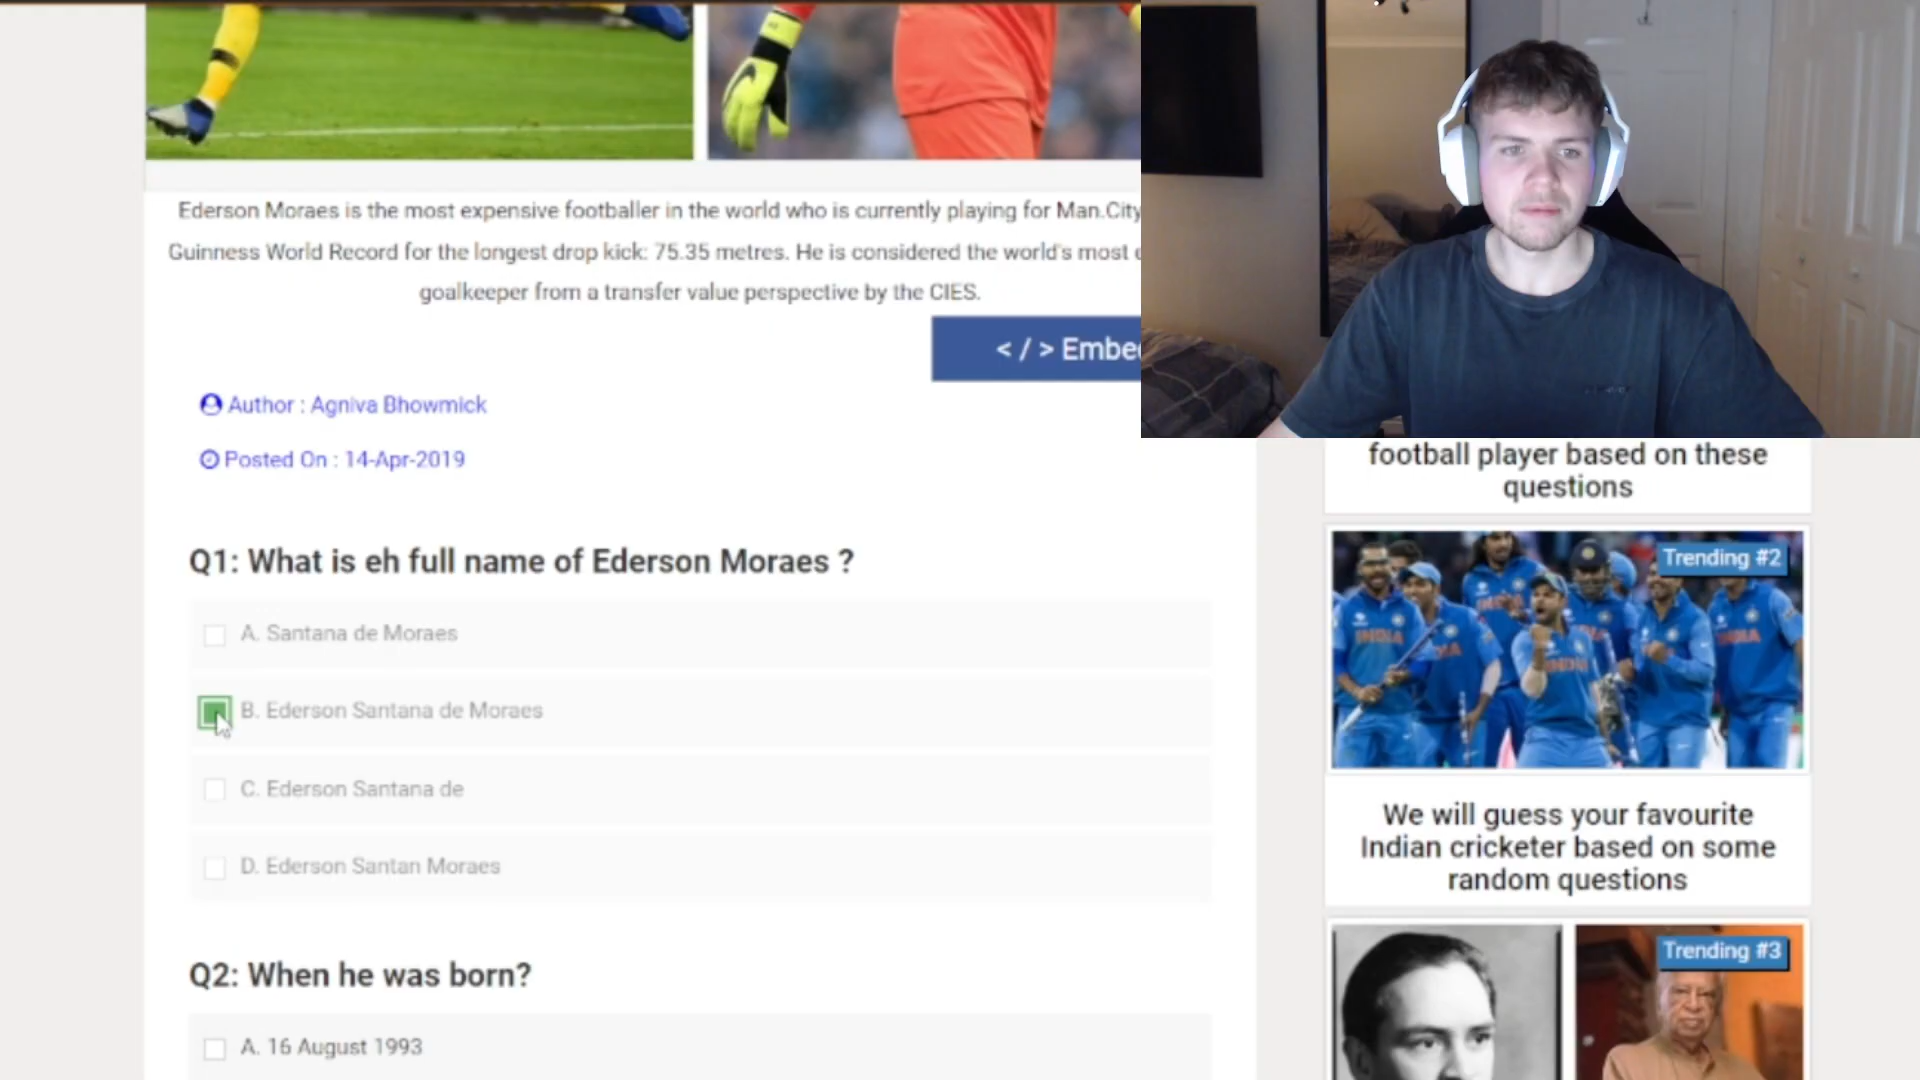 Ederson Moraes is the most expensive footballer in the world who is currently playing for Man.City
Guinness World Record for the longest drop kick: 75.35 metres. He is considered the world's most
goalkeeper from a transfer value perspective by the CIES.
< / > Embe
Author : Agniva Bhowmick
Posted On : 14-Apr-2019
Q1: What is eh full name of Ederson Moraes ?
A. Santana de Moraes
B. Ederson Santana de Moraes
C. Ederson Santana de
D. Ederson Santan Moraes
Q2: When he was born?
A. 16 August 1993
football player based on these
questions
Trending #2
INDIA
INDIA
INDIA
We will guess your favourite
Indian cricketer based on some
random questions
Trending #3